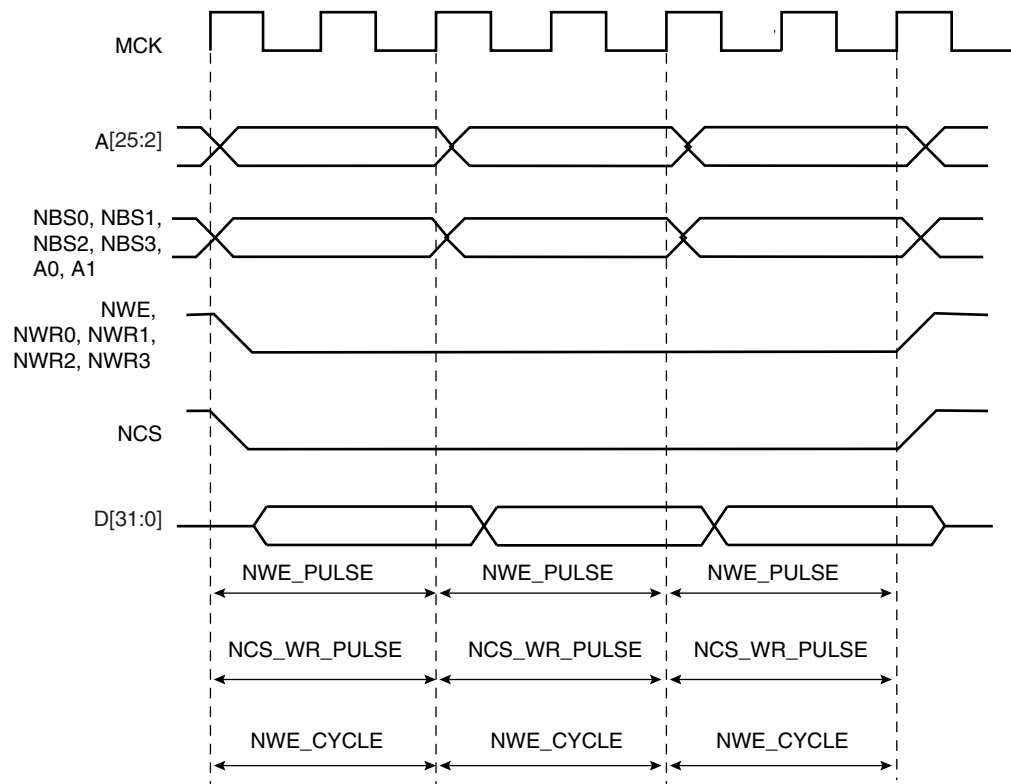 MCK
A[25:2]
NBS0, NBS1,
NBS2, NBS3,
A0, A1
NWE,
NWR0, NWR1,
NWR2, NWR3
NCS
D[31:0]
NWE_PULSE NWE_PULSE NWE_PULSE
NCS_WR_PULSE NCS_WR_PULSE NCS_WR_PULSE
NWE_CYCLE NWE_CYCLE NWE_CYCLE